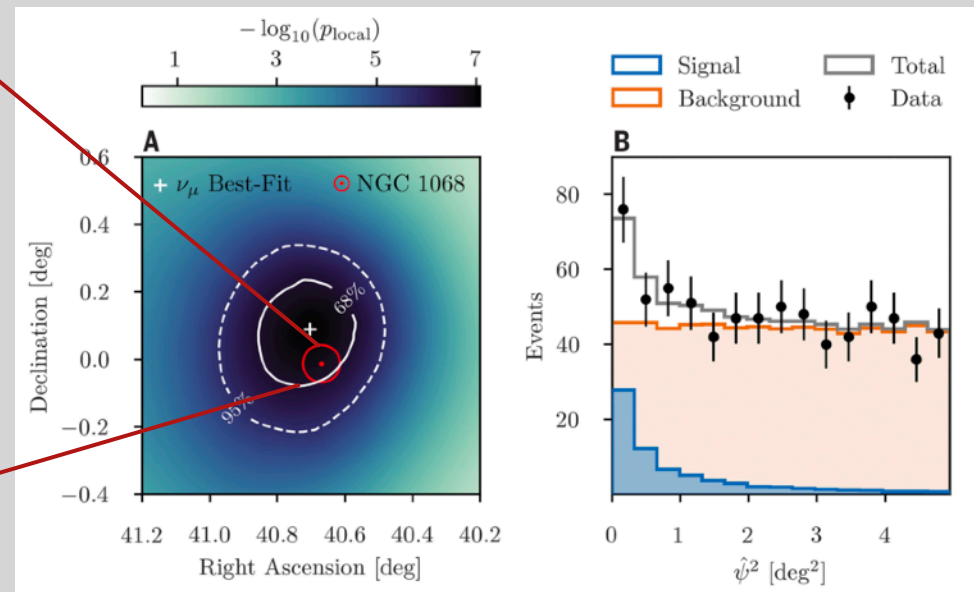 − log₁₀(p_local)
1 3 5 7
A
+ ν_μ Best-Fit ⊙ NGC 1068
0.6
0.4
0.2
0.0
−0.2
−0.4
68%
95%
Declination [deg]
41.2 41.0 40.8 40.6 40.4 40.2
Right Ascension [deg]
Signal Total
Background Data
B
80
60
40
20
Events
0 1 2 3 4
ψ̂² [deg²]